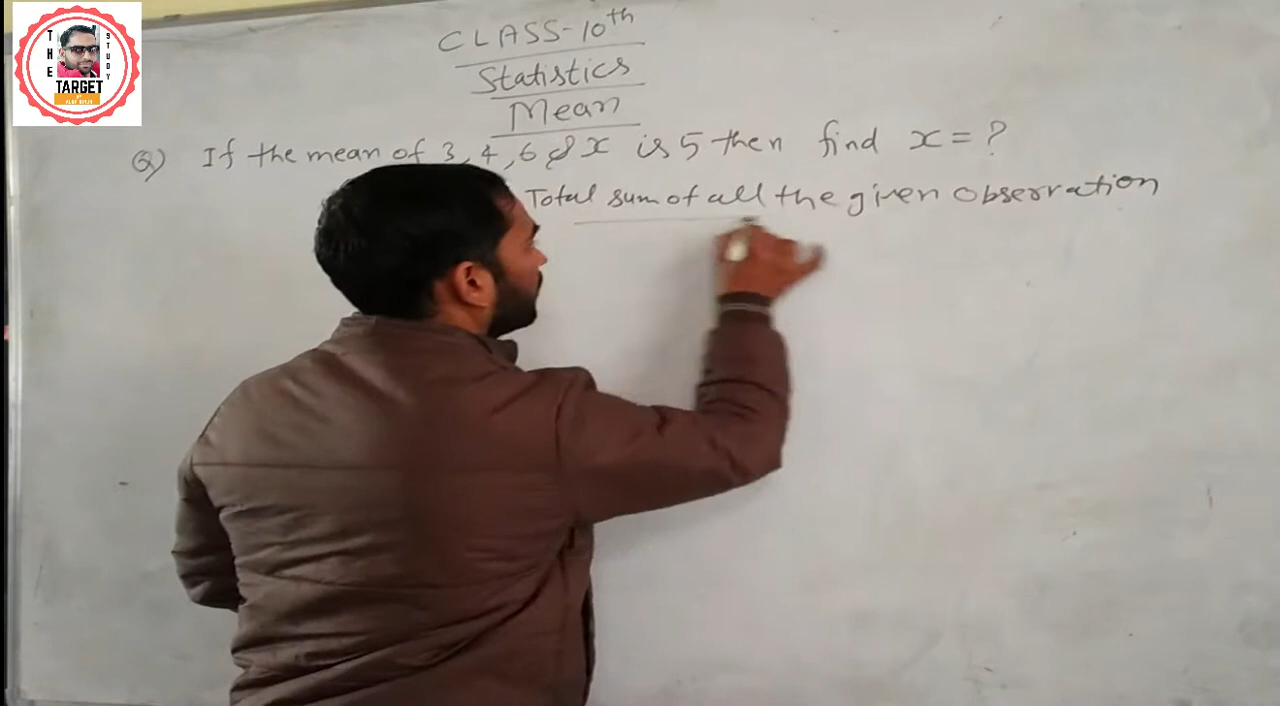 THE
STUDY
TARGET
CLASS-10th
Statistics
Mean
Q) If the mean of 3, 4, 6 & x is 5 then find x = ?
Total sum of all the given observation